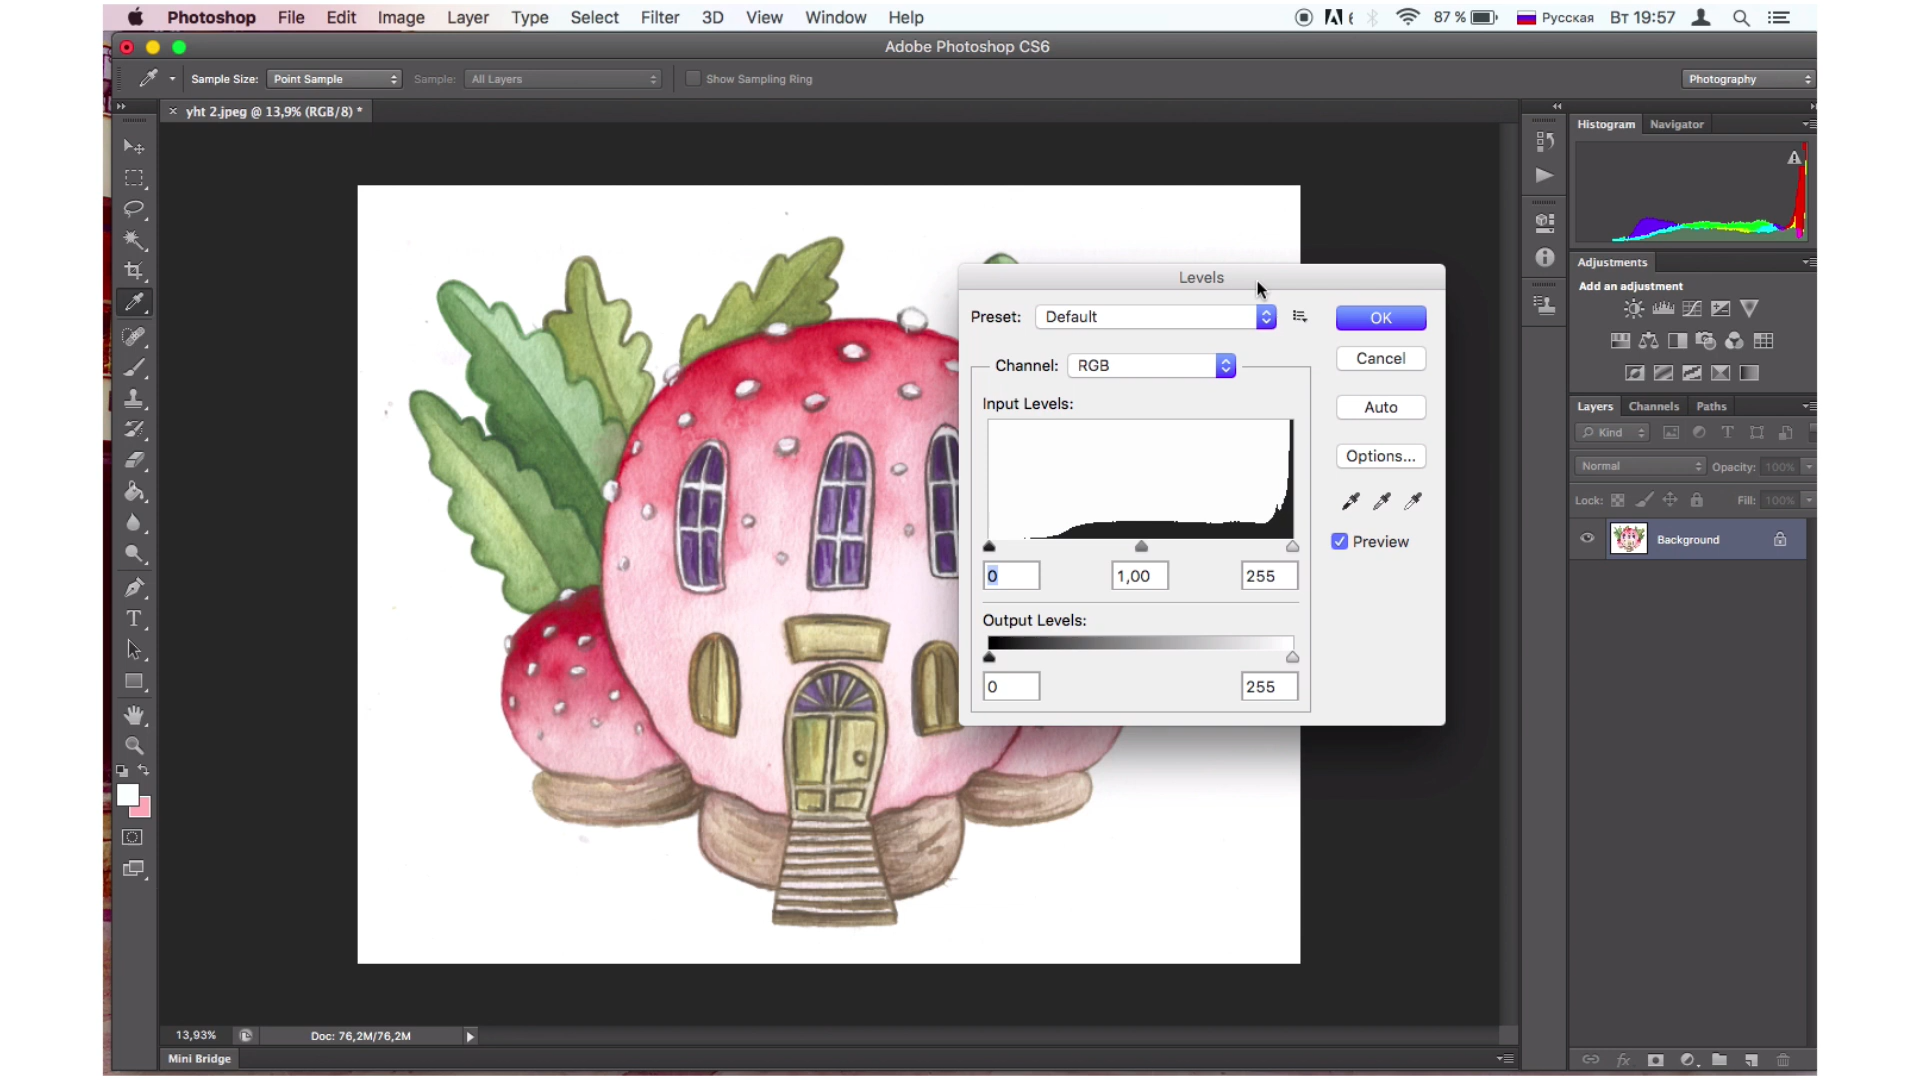 Photoshop File Edit Image Layer Type Select Filter 3D View Window Help 87 % Русская Вт 19:57
Adobe Photoshop CS6
Sample Size: Point Sample Sample: All Layers Show Sampling Ring Photography
× yht 2.jpeg @ 13,9% (RGB/8) *
Histogram Navigator
Adjustments
Add an adjustment
Levels
Preset: Default OK
Channel: RGB Cancel
Input Levels: Auto
Options...
Preview
0 1,00 255
Output Levels:
0 255
Layers Channels Paths
Kind
Normal Opacity: 100%
Lock: Fill: 100%
Background
fx
13,93% Doc: 76,2M/76,2M
Mini Bridge